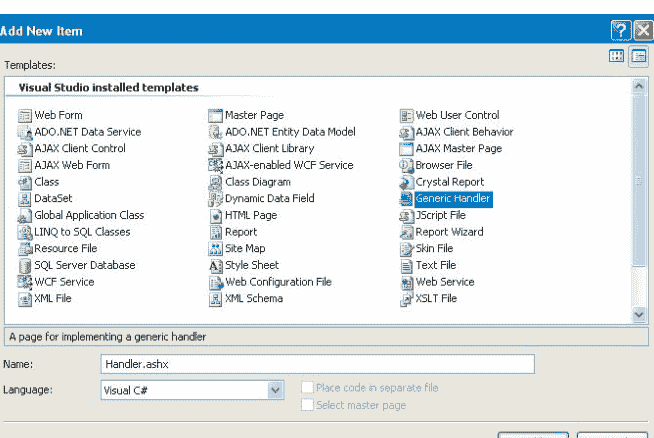 Add New Item
Templates:
Visual Studio installed templates
Web Form Master Page Web User Control
ADO.NET Data Service ADO.NET Entity Data Model AJAX Client Behavior
AJAX Client Control AJAX Client Library AJAX Master Page
AJAX Web Form AJAX-enabled WCF Service Browser File
Class Class Diagram Crystal Report
DataSet Dynamic Data Field Generic Handler
Global Application Class HTML Page JScript File
LINQ to SQL Classes Report Report Wizard
Resource File Site Map Skin File
SQL Server Database Style Sheet Text File
WCF Service Web Configuration File Web Service
XML File XML Schema XSLT File
A page for implementing a generic handler
Name: Handler.ashx
Language: Visual C# Place code in separate file
Select master page